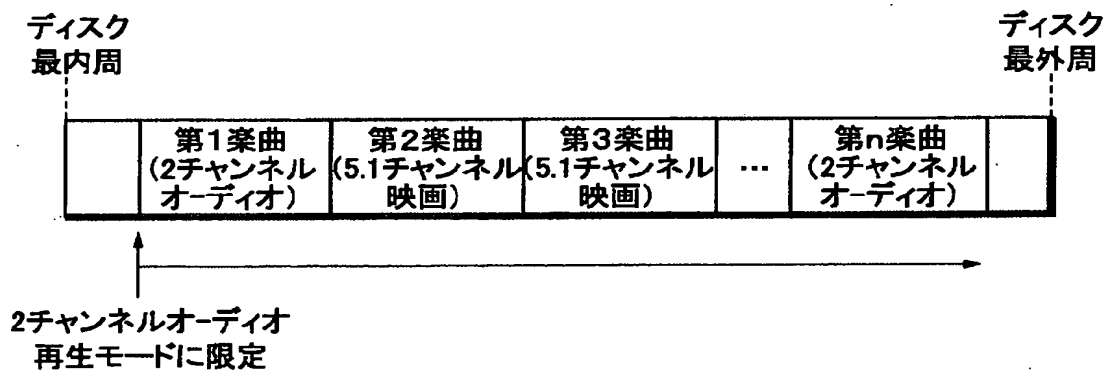 ディスク
最内周
ディスク
最外周
第1楽曲
(2チャンネル
オーディオ)
第2楽曲
(5.1チャンネル
映画)
第3楽曲
(5.1チャンネル
映画)
…
第n楽曲
(2チャンネル
オーディオ)
2チャンネルオーディオ
再生モードに限定